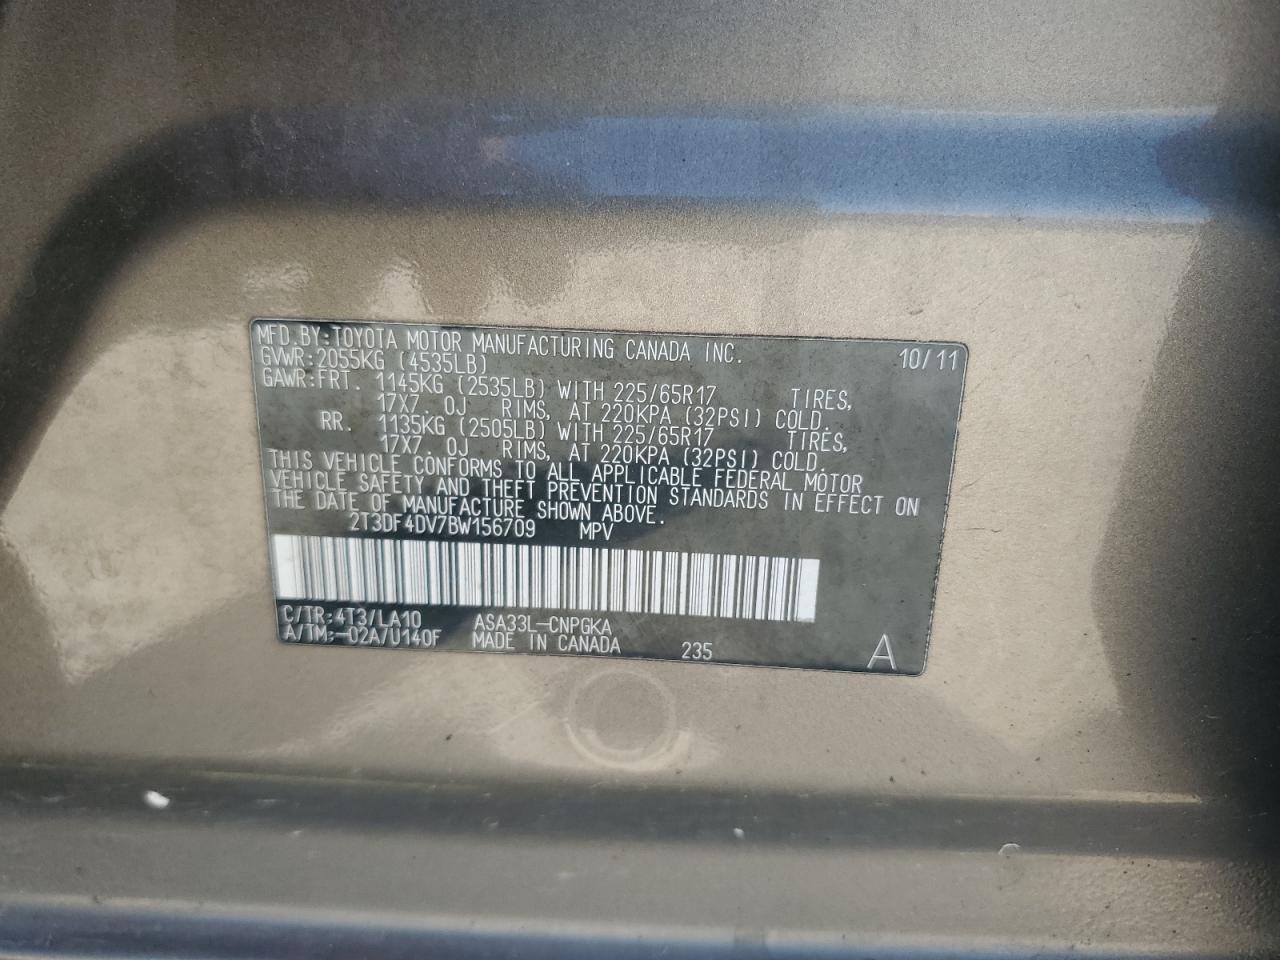 MFD.BY:TOYOTA MOTOR MANUFACTURING CANADA INC. 10/11
GVWR:2055KG (4535LB)
GAWR:FRT. 1145KG (2535LB) WITH 225/65R17 TIRES,
17X7.0J RIMS, AT 220KPA (32PSI) COLD.
RR. 1135KG (2505LB) WITH 225/65R17 TIRES,
17X7.0J RIMS, AT 220KPA (32PSI) COLD.
THIS VEHICLE CONFORMS TO ALL APPLICABLE FEDERAL MOTOR
VEHICLE SAFETY AND THEFT PREVENTION STANDARDS IN EFFECT ON
THE DATE OF MANUFACTURE SHOWN ABOVE.
2T3DF4DV7BW156709 MPV
C/TR:4T3/LA10 ASA33L-CNPGKA
A/TM:-02A/U140F MADE IN CANADA 235 A